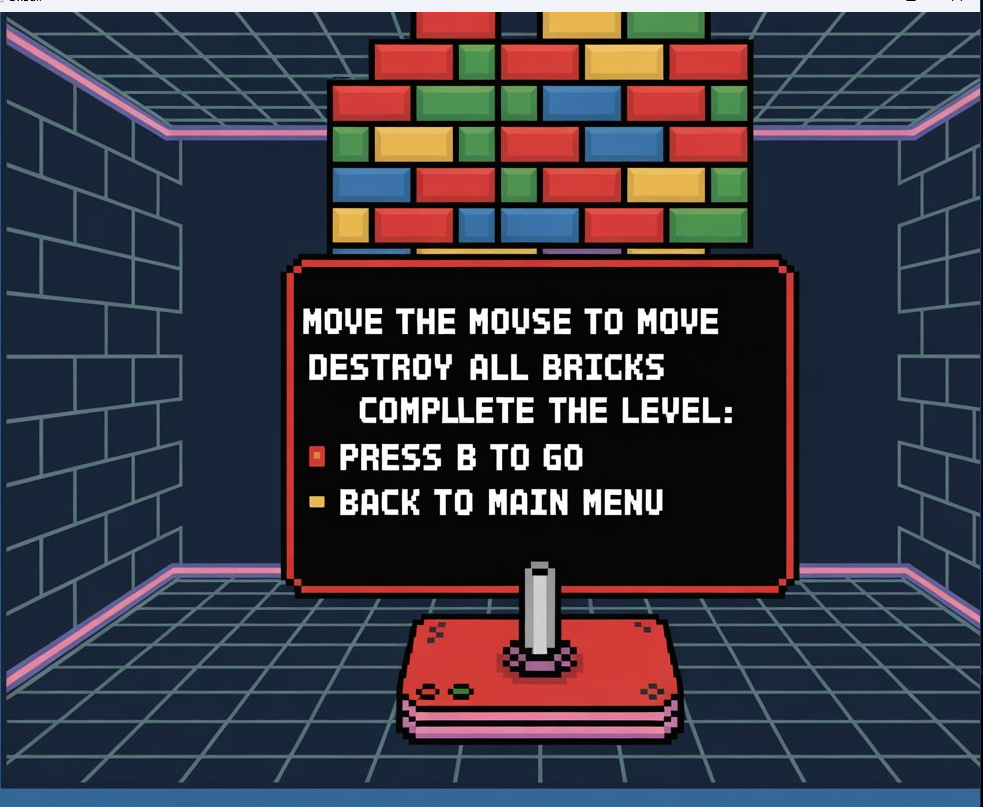 MOVE THE MOUSE TO MOVE
DESTROY ALL BRICKS
COMPLLETE THE LEVEL:
PRESS B TO GO
BACK TO MAIN MENU